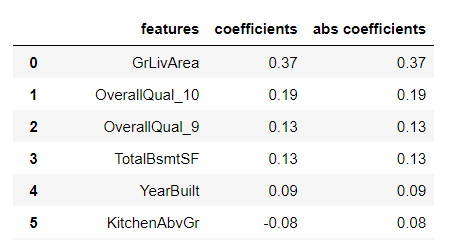 features coefficients abs coefficients
0 GrLivArea 0.37 0.37
1 OverallQual_10 0.19 0.19
2 OverallQual_9 0.13 0.13
3 TotalBsmtSF 0.13 0.13
4 YearBuilt 0.09 0.09
5 KitchenAbvGr -0.08 0.08